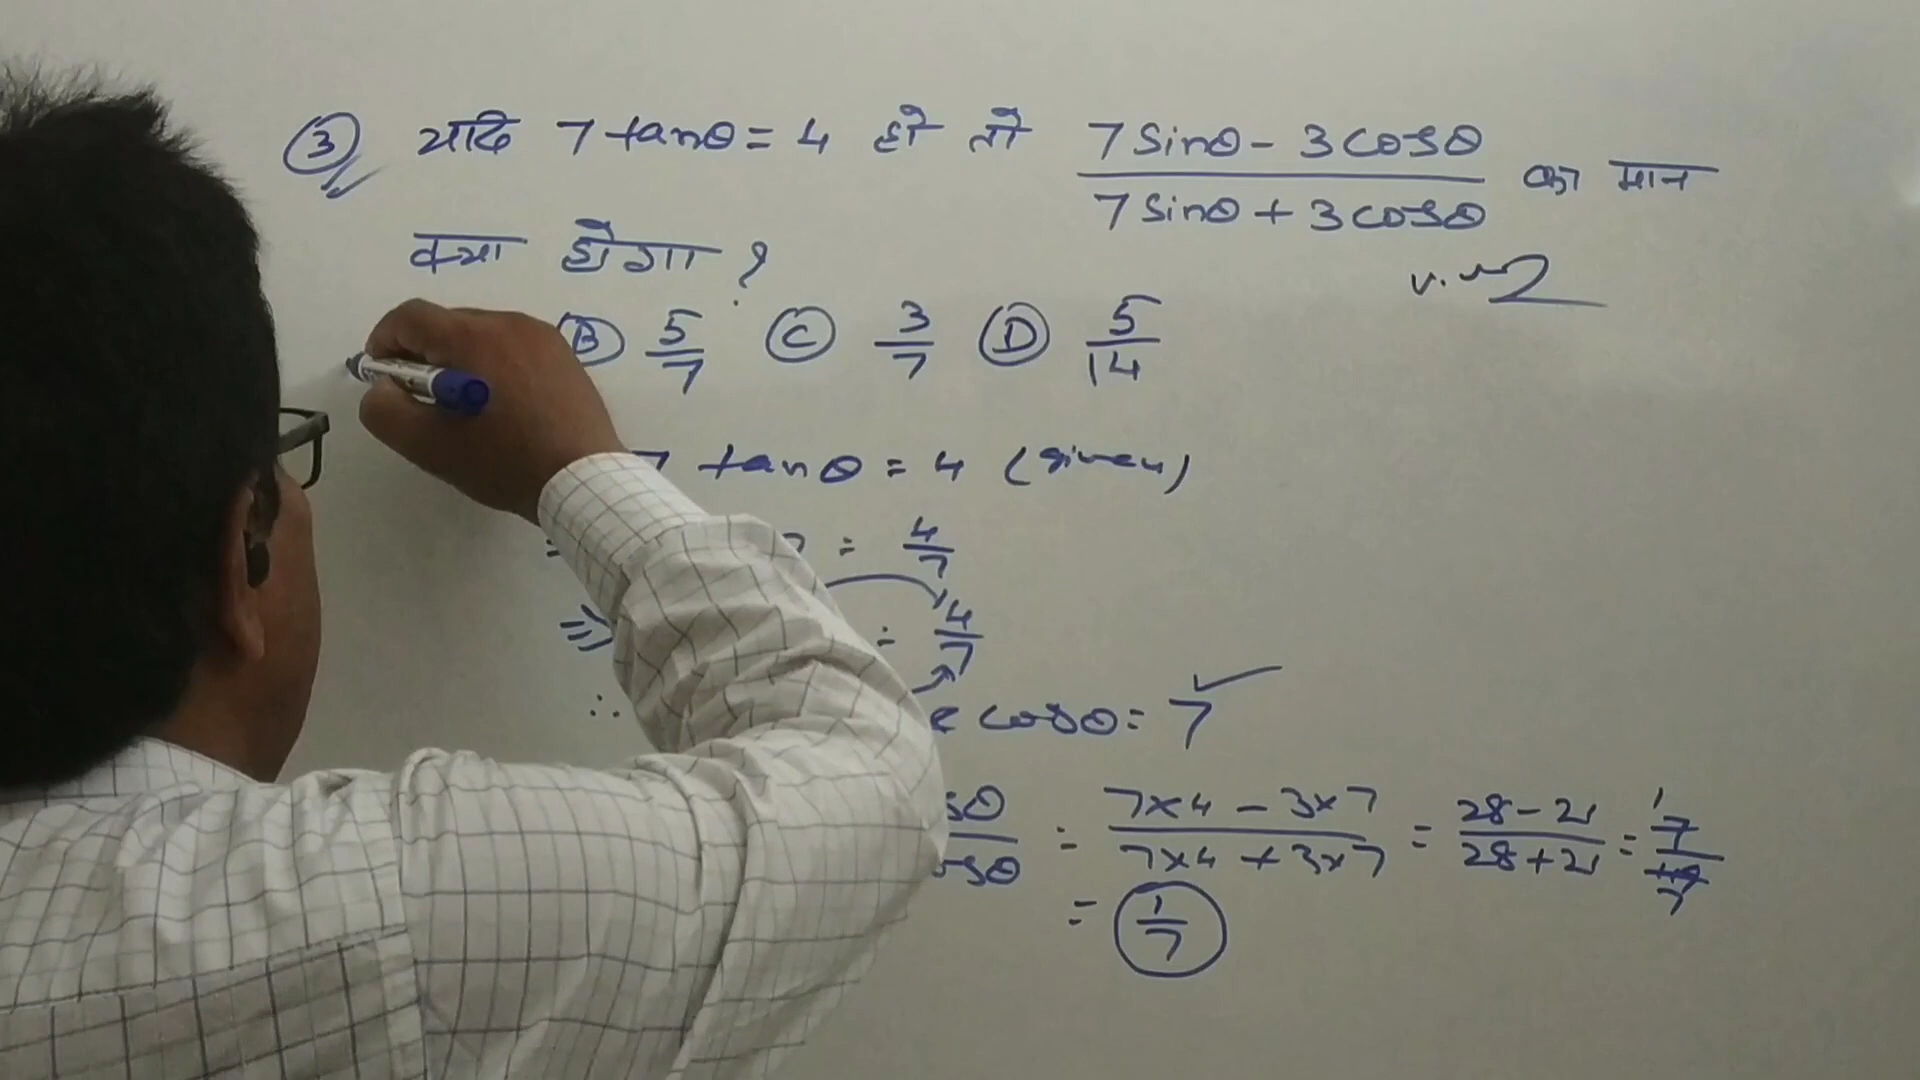 ③ यदि 7 tanθ = 4 हो तो (7 sinθ - 3 cosθ)/(7 sinθ + 3 cosθ) का मान
क्या होगा ?
Ⓑ 5/7 Ⓒ 3/7 Ⓓ 5/14
7 tanθ = 4 (given)
= 4/7
⇒ = 4/7
∴ cosθ = 7 ✓
= (7×4 - 3×7)/(7×4 + 3×7) = (28 - 21)/(28 + 21) = 7/49
= 1/7